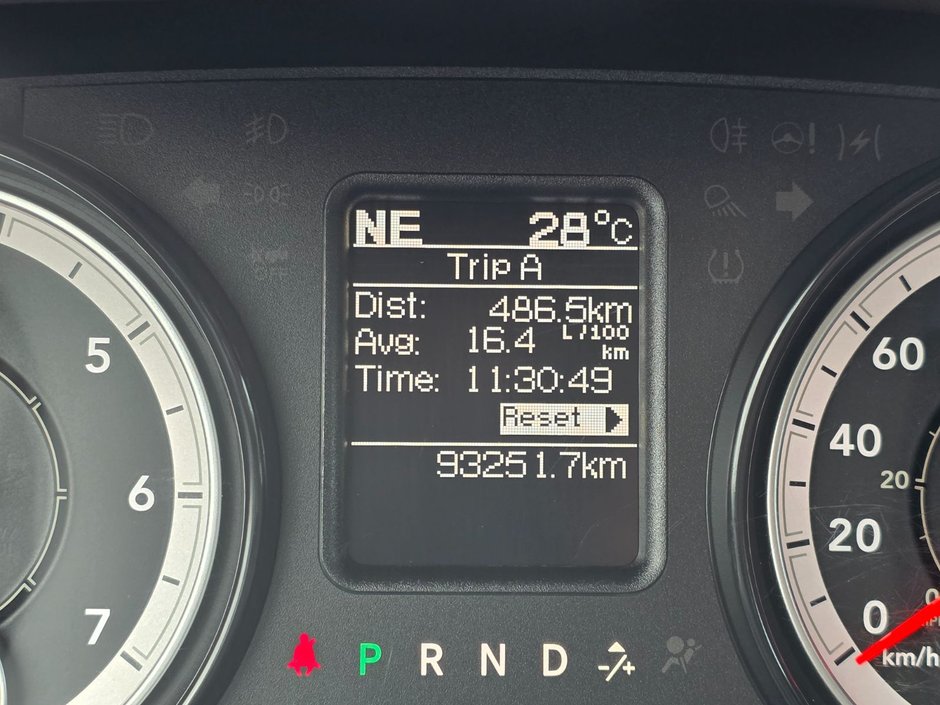 NE 28°C
Trip A
Dist: 486.5km
Avg: 16.4 L/100 km
Time: 11:30:49
Reset
93251.7km
5
6
7
60
40
20
20
0
0
km/h
P R N D
-/+